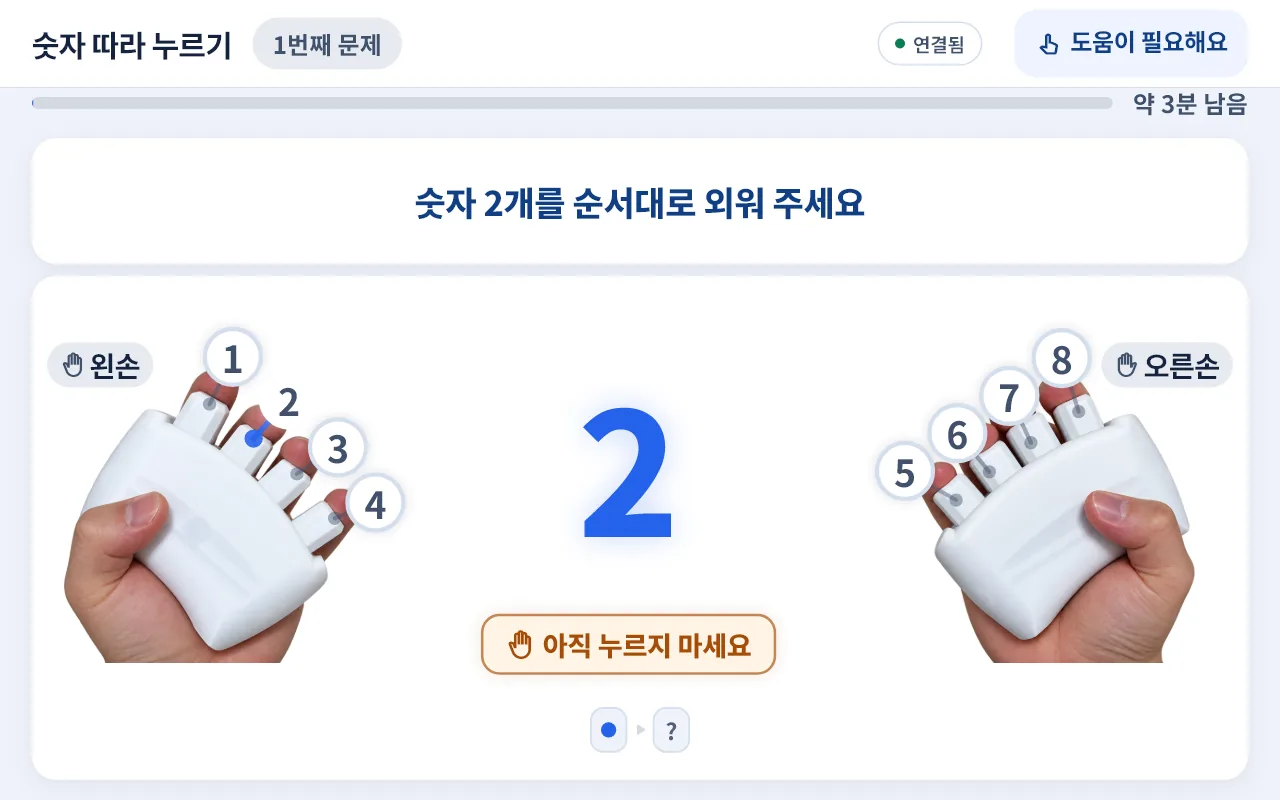 숫자 따라 누르기
1번째 문제
연결됨
도움이 필요해요
약 3분 남음
숫자 2개를 순서대로 외워 주세요
왼손
1
2
3
4
2
5
6
7
8
오른손
아직 누르지 마세요
?